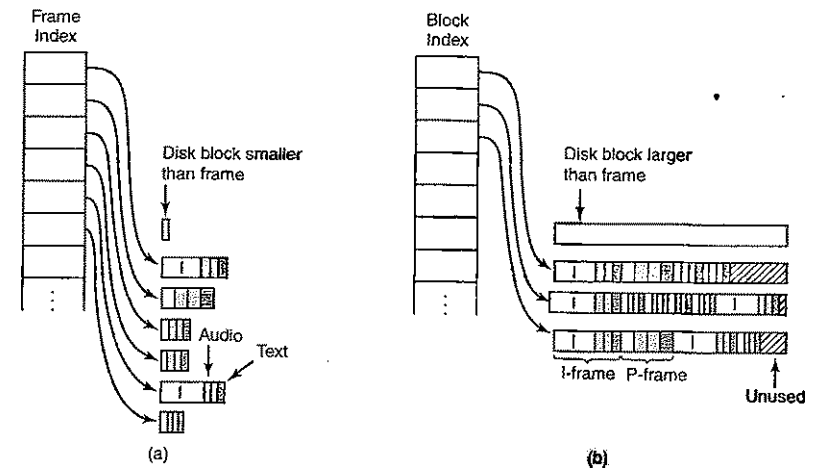 Frame
Index
Disk block smaller
than frame
I
Audio
Text
I
(a)
Block
Index
Disk block larger
than frame
I
I
I
I
I
I-frame P-frame
Unused
(b)